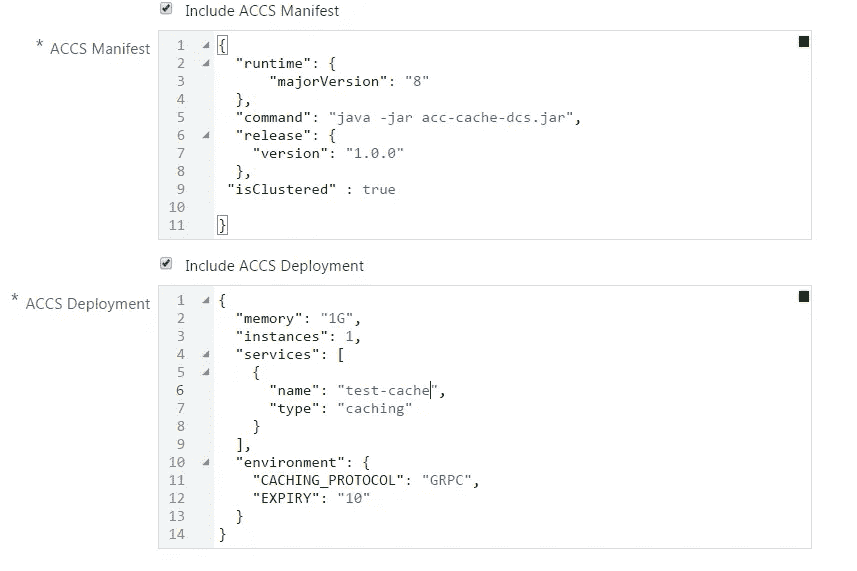 Include ACCS Manifest
* ACCS Manifest
1 {
2 "runtime": {
3 "majorVersion": "8"
4 },
5 "command": "java -jar acc-cache-dcs.jar",
6 "release": {
7 "version": "1.0.0"
8 },
9 "isClustered" : true
10
11 }
Include ACCS Deployment
* ACCS Deployment
1 {
2 "memory": "1G",
3 "instances": 1,
4 "services": [
5 {
6 "name": "test-cache",
7 "type": "caching"
8 }
9 ],
10 "environment": {
11 "CACHING_PROTOCOL": "GRPC",
12 "EXPIRY": "10"
13 }
14 }